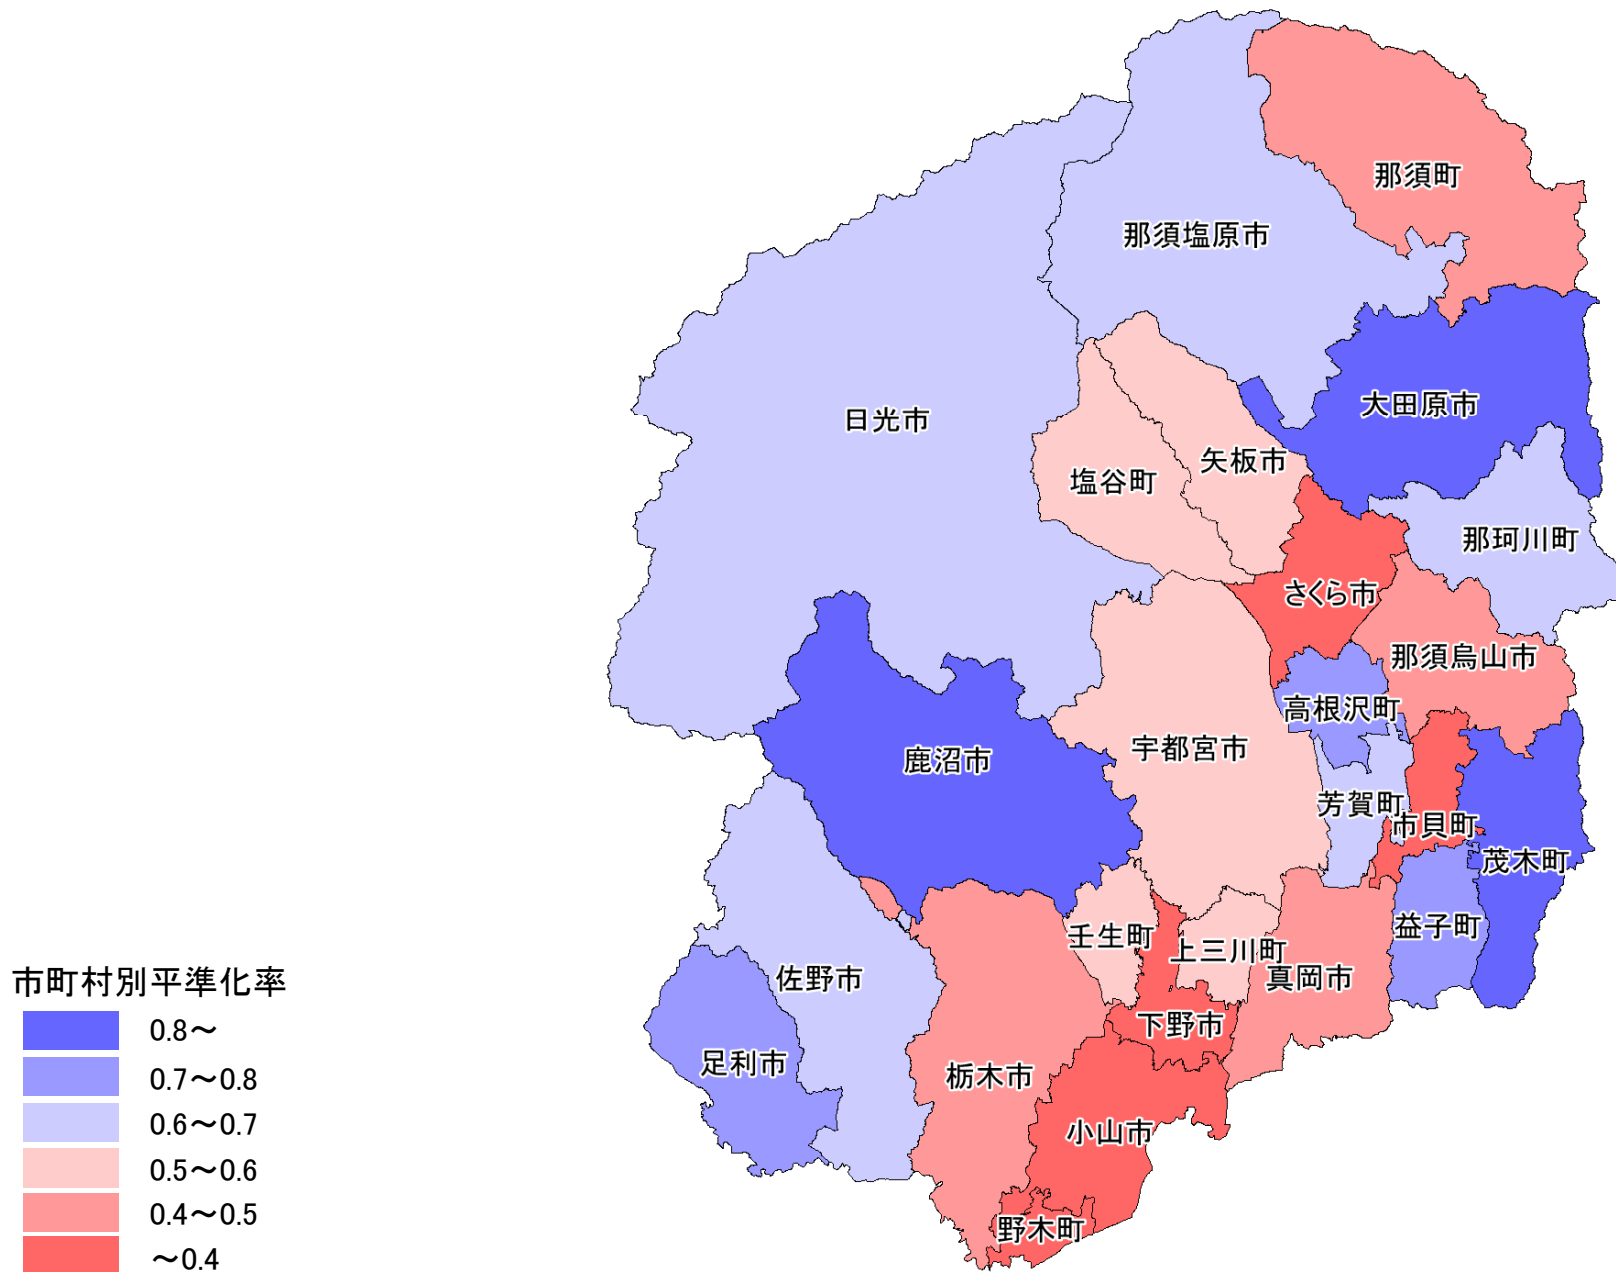 那須町
那須塩原市
大田原市
日光市
矢板市
塩谷町
那珂川町
さくら市
那須烏山市
高根沢町
宇都宮市
鹿沼市
芳賀町
市貝町
茂木町
益子町
壬生町
上三川町
真岡市
佐野市
下野市
足利市
栃木市
小山市
野木町
市町村別平準化率
0.8～
0.7～0.8
0.6～0.7
0.5～0.6
0.4～0.5
～0.4